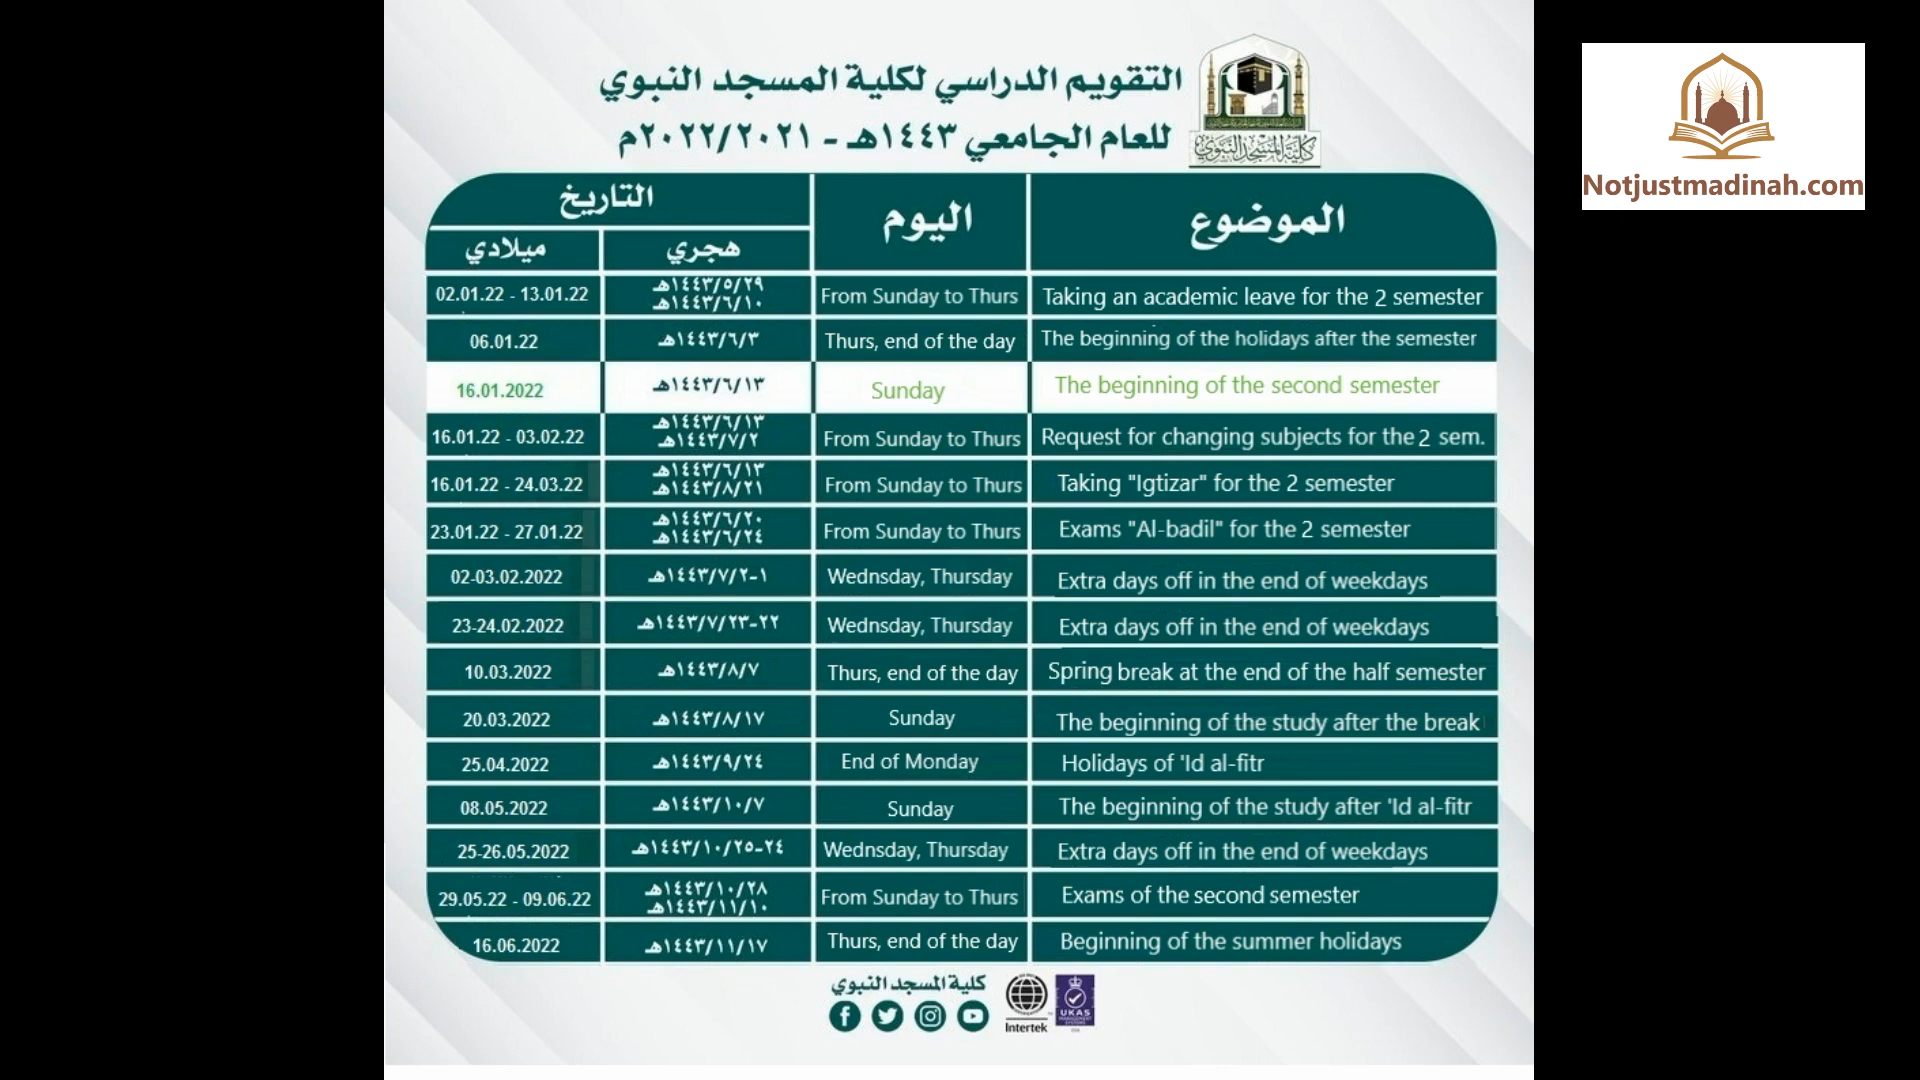 التقويم الدراسي لكلية المسجد النبوي
للعام الجامعي ١٤٤٣هـ - ٢٠٢٢/٢٠٢١م
كلية المسجد النبوي
Notjustmadinah.com
الموضوع اليوم التاريخ
هجري ميلادي
02.01.22 - 13.01.22 ١٤٤٣/٥/٢٩هـ ١٤٤٣/٦/١٠هـ From Sunday to Thurs Taking an academic leave for the 2 semester
06.01.22 ١٤٤٣/٦/٣هـ Thurs, end of the day The beginning of the holidays after the semester
16.01.2022 ١٤٤٣/٦/١٣هـ Sunday The beginning of the second semester
16.01.22 - 03.02.22 ١٤٤٣/٦/١٣هـ ١٤٤٣/٧/٢هـ From Sunday to Thurs Request for changing subjects for the 2 sem.
16.01.22 - 24.03.22 ١٤٤٣/٦/١٣هـ ١٤٤٣/٨/٢١هـ From Sunday to Thurs Taking "Igtizar" for the 2 semester
23.01.22 - 27.01.22 ١٤٤٣/٦/٢٠هـ ١٤٤٣/٦/٢٤هـ From Sunday to Thurs Exams "Al-badil" for the 2 semester
02-03.02.2022 ١-١٤٤٣/٧/٢هـ Wednsday, Thursday Extra days off in the end of weekdays
23-24.02.2022 ٢٢-١٤٤٣/٧/٢٣هـ Wednsday, Thursday Extra days off in the end of weekdays
10.03.2022 ١٤٤٣/٨/٧هـ Thurs, end of the day Spring break at the end of the half semester
20.03.2022 ١٤٤٣/٨/١٧هـ Sunday The beginning of the study after the break
25.04.2022 ١٤٤٣/٩/٢٤هـ End of Monday Holidays of 'Id al-fitr
08.05.2022 ١٤٤٣/١٠/٧هـ Sunday The beginning of the study after 'Id al-fitr
25-26.05.2022 ٢٤-١٤٤٣/١٠/٢٥هـ Wednsday, Thursday Extra days off in the end of weekdays
29.05.22 - 09.06.22 ١٤٤٣/١٠/٢٨هـ ١٤٤٣/١١/١٠هـ From Sunday to Thurs Exams of the second semester
16.06.2022 ١٤٤٣/١١/١٧هـ Thurs, end of the day Beginning of the summer holidays
كلية المسجد النبوي
Intertek
UKAS
MANAGEMENT
SYSTEMS